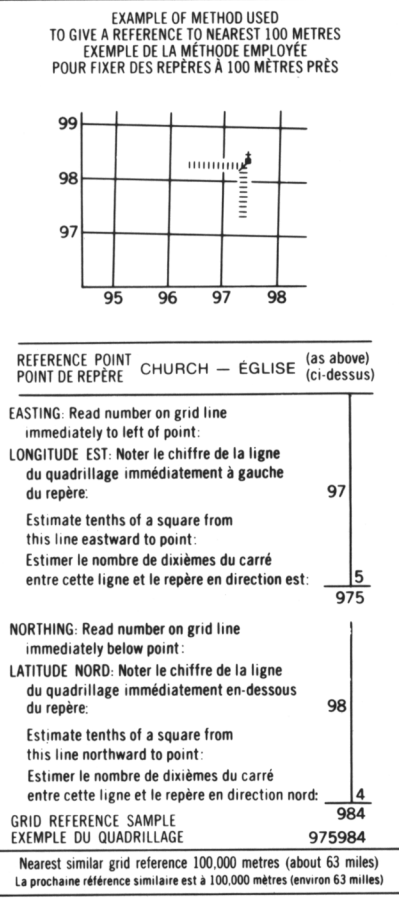 EXAMPLE OF METHOD USED
TO GIVE A REFERENCE TO NEAREST 100 METRES
EXEMPLE DE LA MÉTHODE EMPLOYÉE
POUR FIXER DES REPÈRES À 100 MÈTRES PRÈS
99
98
97
95 96 97 98
REFERENCE POINT
POINT DE REPÈRE
CHURCH — ÉGLISE
(as above)
(ci-dessus)
EASTING: Read number on grid line
immediately to left of point:
LONGITUDE EST: Noter le chiffre de la ligne
du quadrillage immédiatement à gauche
du repère: 97
Estimate tenths of a square from
this line eastward to point:
Estimer le nombre de dixièmes du carré
entre cette ligne et le repère en direction est: 5
975
NORTHING: Read number on grid line
immediately below point:
LATITUDE NORD: Noter le chiffre de la ligne
du quadrillage immédiatement en-dessous
du repère: 98
Estimate tenths of a square from
this line northward to point:
Estimer le nombre de dixièmes du carré
entre cette ligne et le repère en direction nord: 4
984
GRID REFERENCE SAMPLE
EXEMPLE DU QUADRILLAGE 975984
Nearest similar grid reference 100,000 metres (about 63 miles)
La prochaine référence similaire est à 100,000 mètres (environ 63 milles)